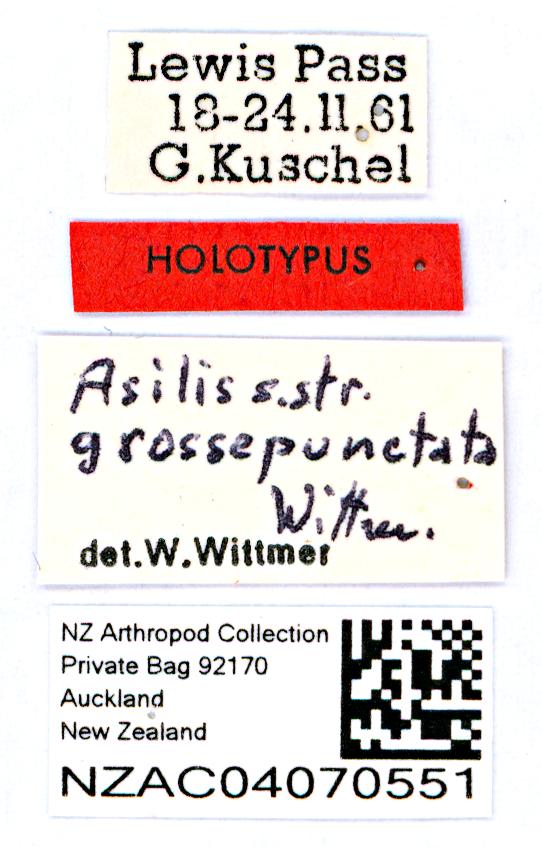 Lewis Pass
18-24.11.61
G.Kuschel
HOLOTYPUS
Asilis s.str.
grossepunctata
Wittm.
det.W.Wittmer
NZ Arthropod Collection
Private Bag 92170
Auckland
New Zealand
NZAC04070551